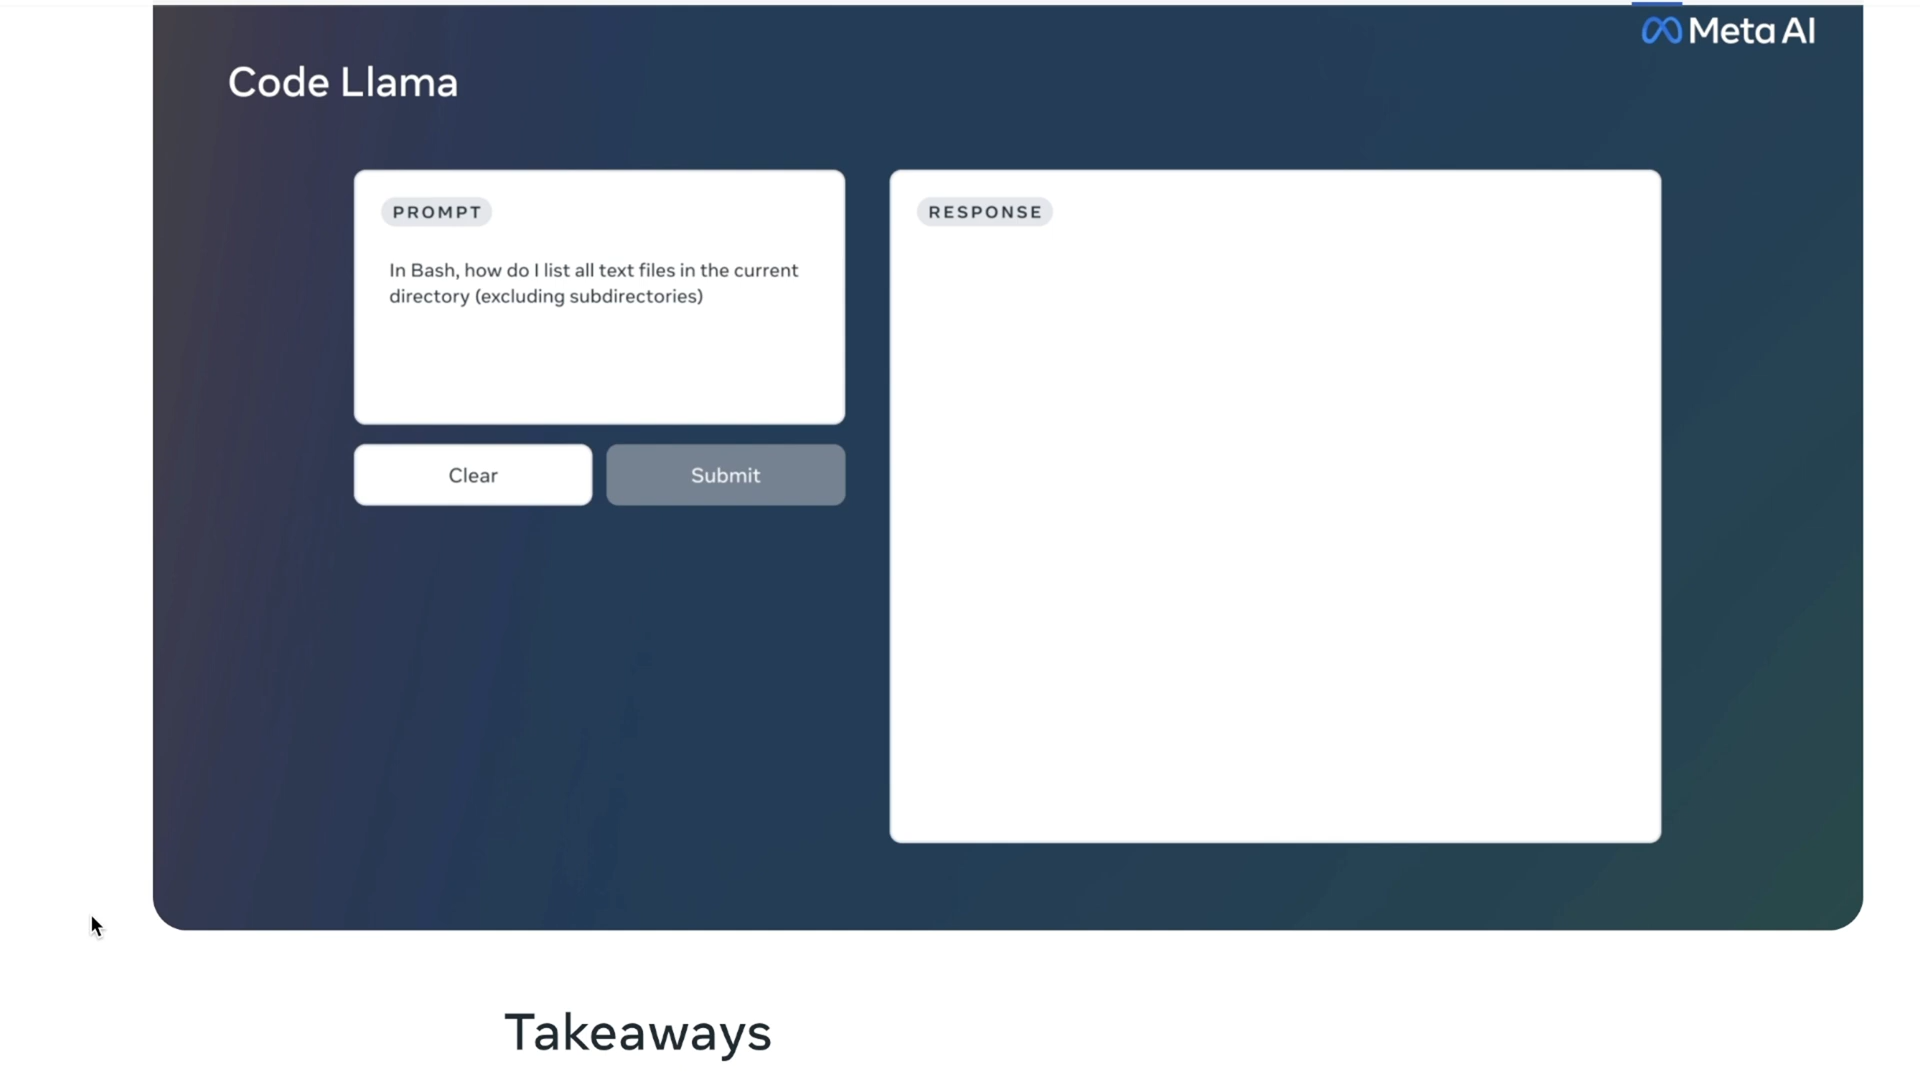 Meta AI
Code Llama
PROMPT
In Bash, how do I list all text files in the current
directory (excluding subdirectories)
Clear
Submit
RESPONSE
Takeaways